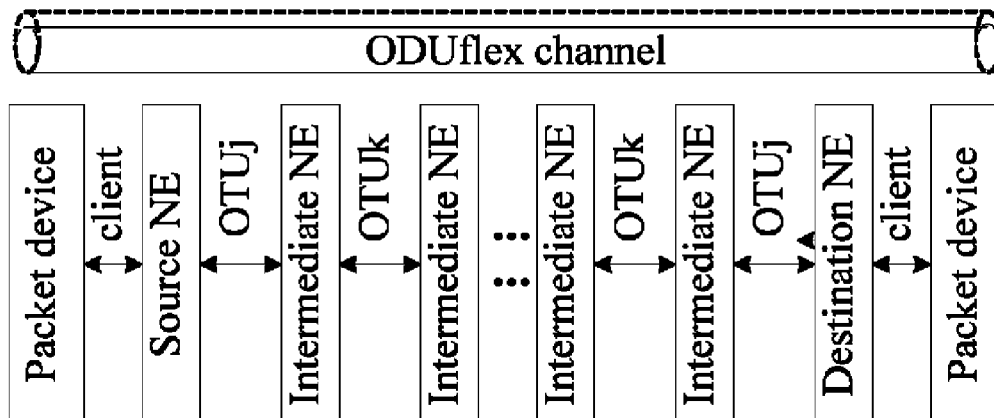 ODUflex channel
Packet device
client
Source NE
OTUj
Intermediate NE
OTUk
Intermediate NE
Intermediate NE
OTUk
Intermediate NE
OTUj
Destination NE
client
Packet device